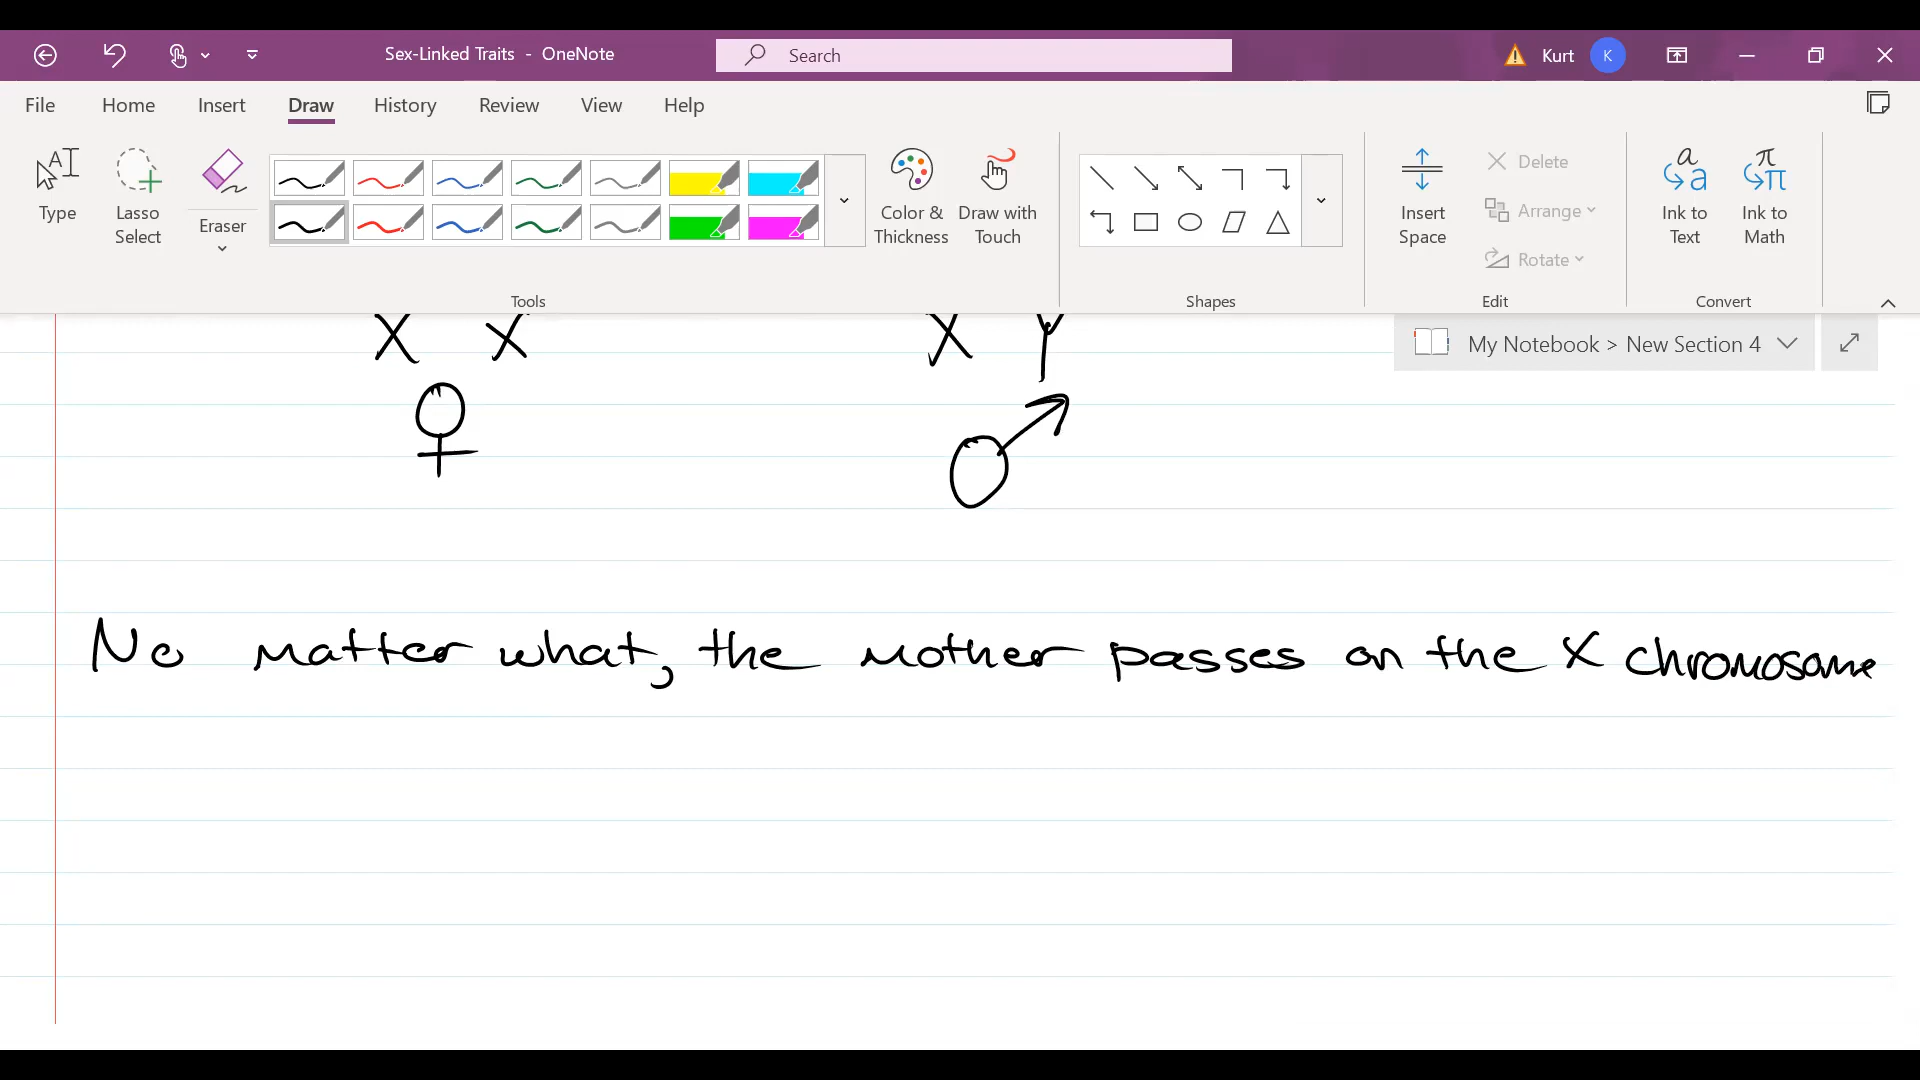 Sex-Linked Traits - OneNote
Search
Kurt
K
File Home Insert Draw History Review View Help
Type
Lasso Select
Eraser
Color & Thickness
Draw with Touch
Insert Space
Delete
Arrange
Rotate
Ink to Text
Ink to Math
Tools
Shapes
Edit
Convert
My Notebook > New Section 4
X X
X Y
No matter what, the mother passes on the X chromosome